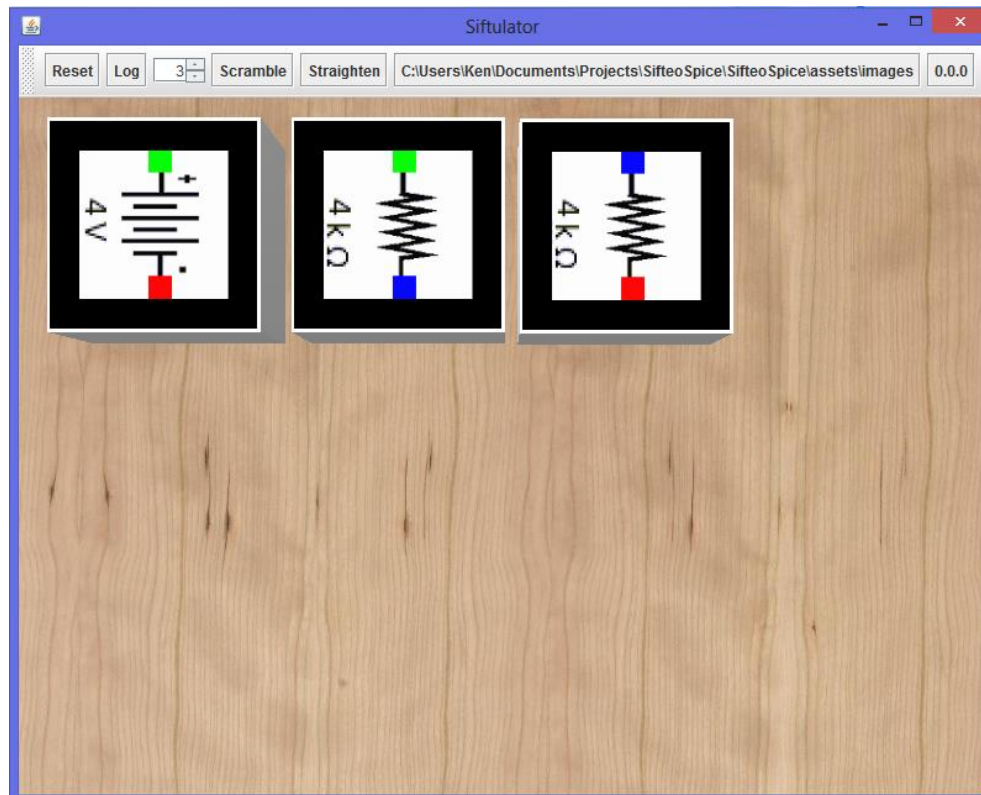 Siftulator
Reset Log 3 Scramble Straighten C:\Users\Ken\Documents\Projects\SifteoSpice\SifteoSpice\assets\images 0.0.0
4 V
4 kΩ
4 kΩ